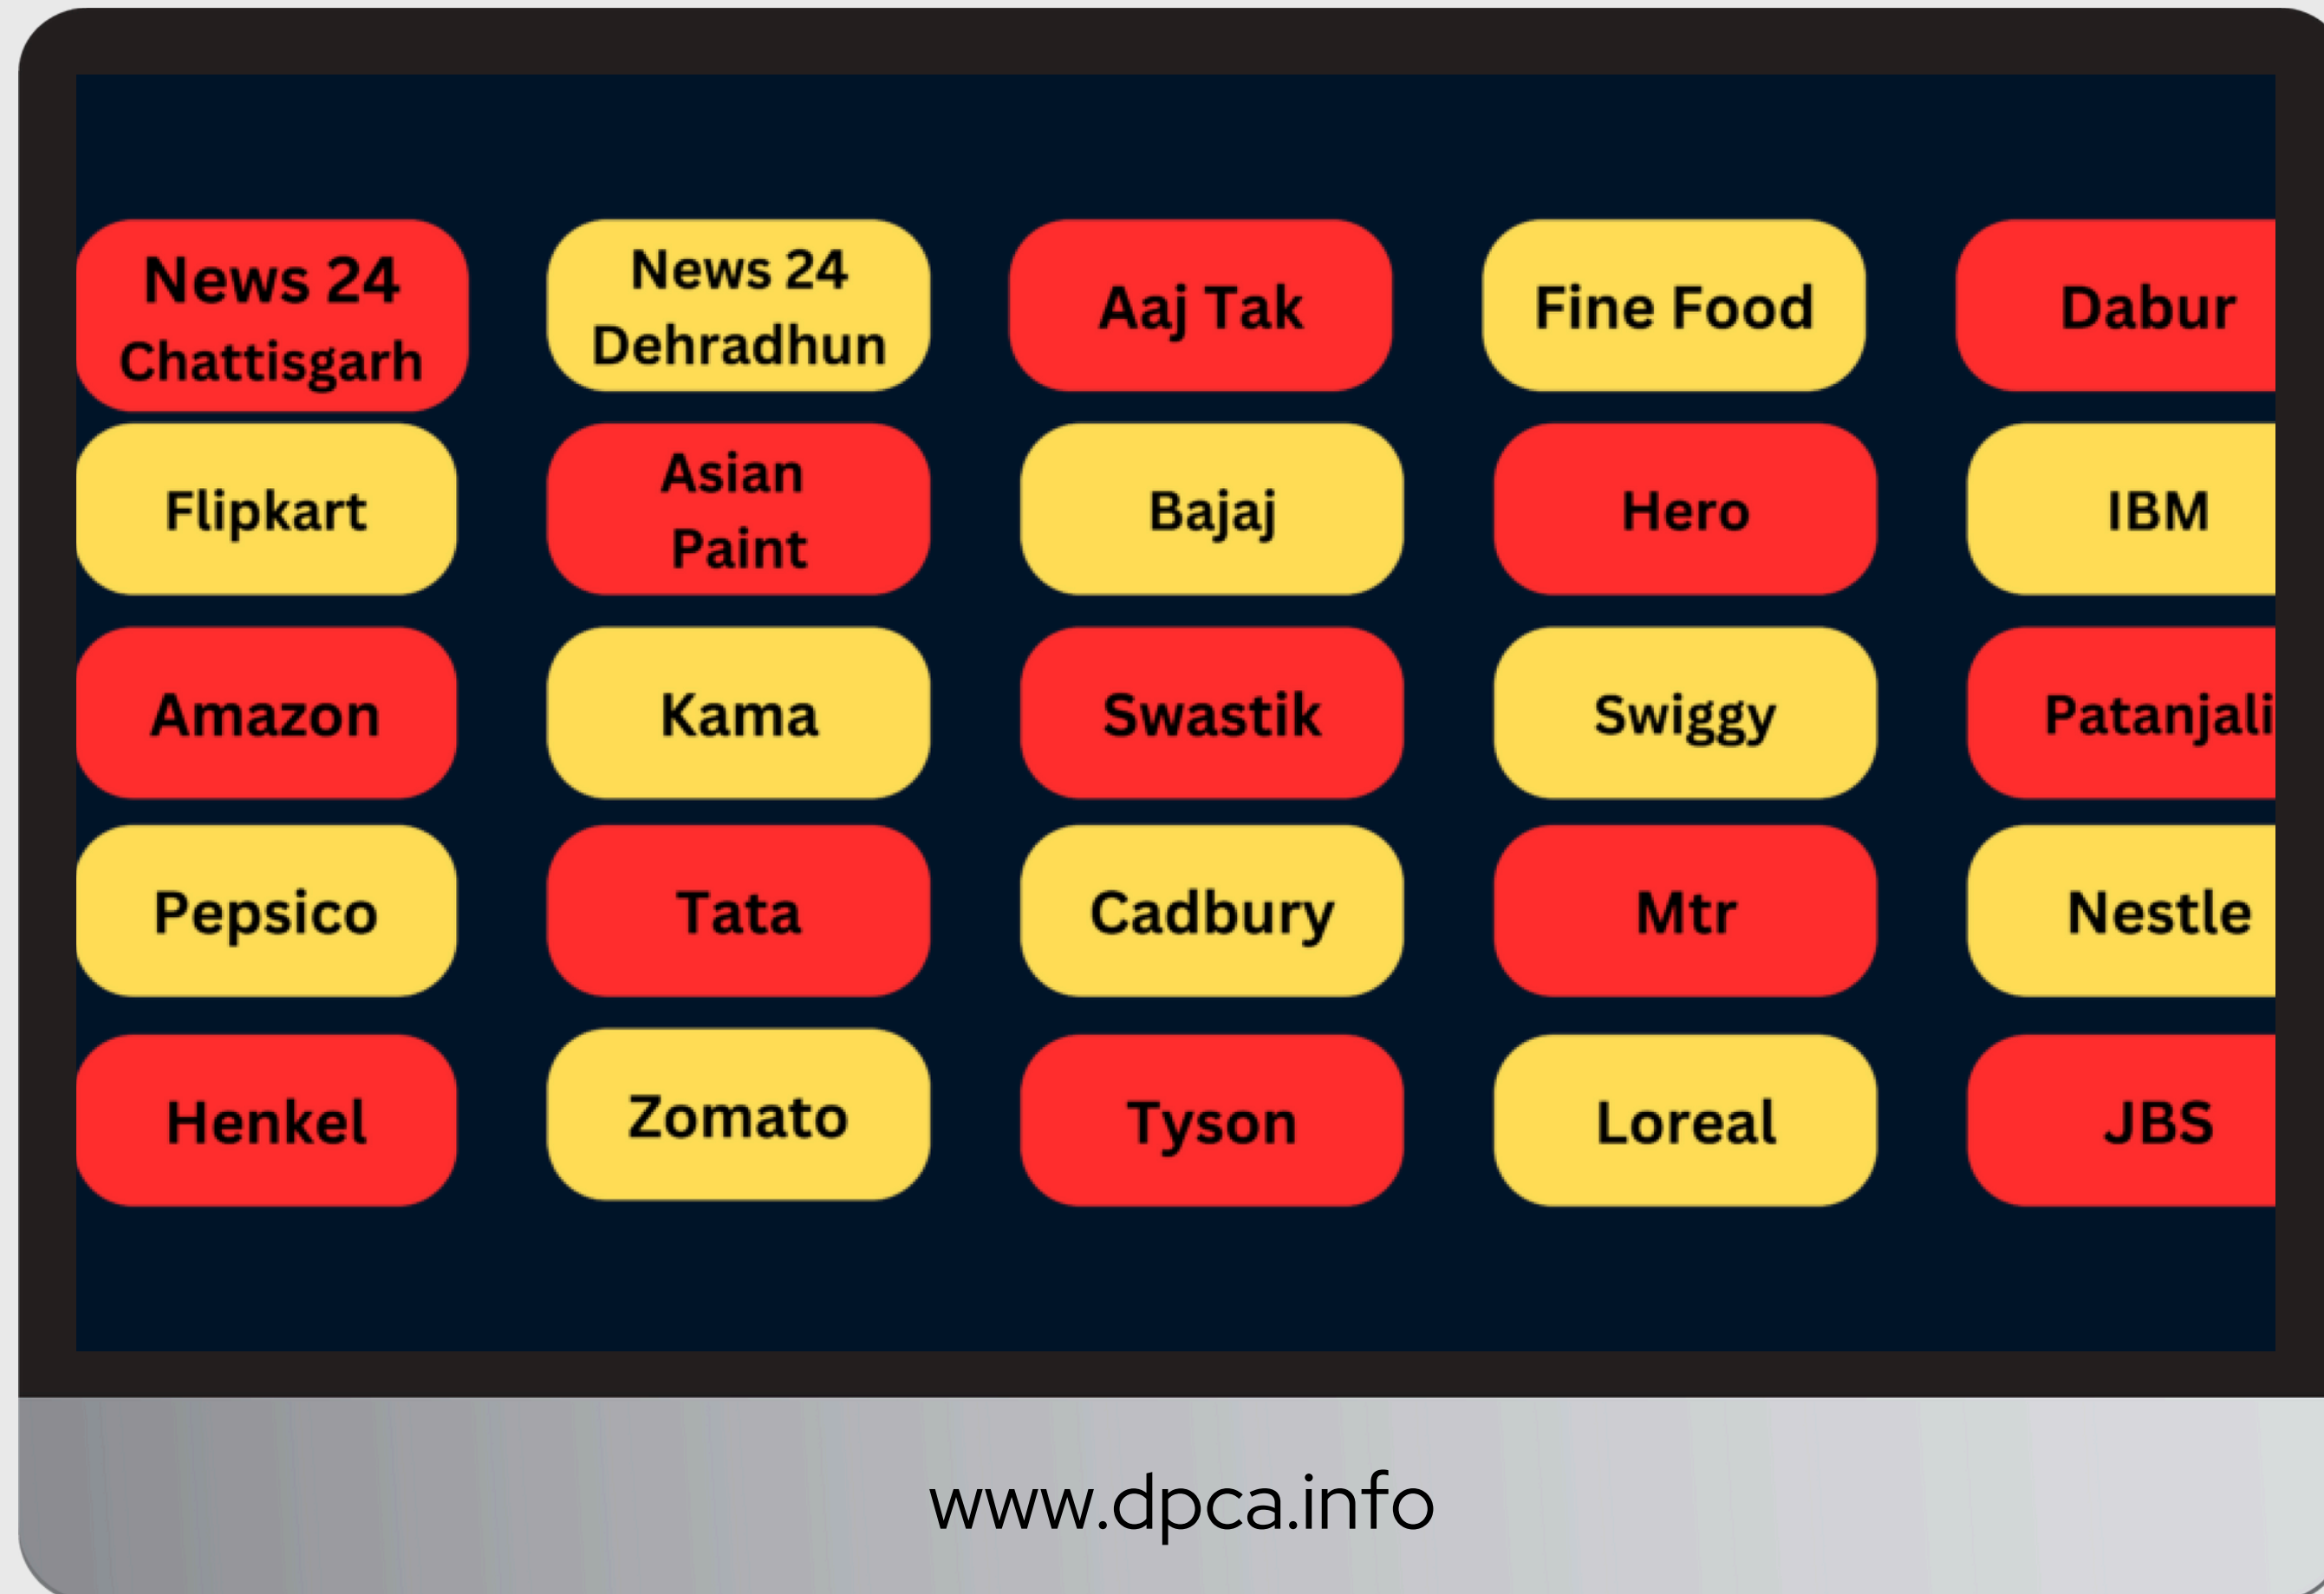 News 24
Chattisgarh
News 24
Dehradhun
Aaj Tak
Fine Food
Dabur
Flipkart
Asian
Paint
Bajaj
Hero
IBM
Amazon
Kama
Swastik
Swiggy
Patanjali
Pepsico
Tata
Cadbury
Mtr
Nestle
Henkel
Zomato
Tyson
Loreal
JBS
www.dpca.info